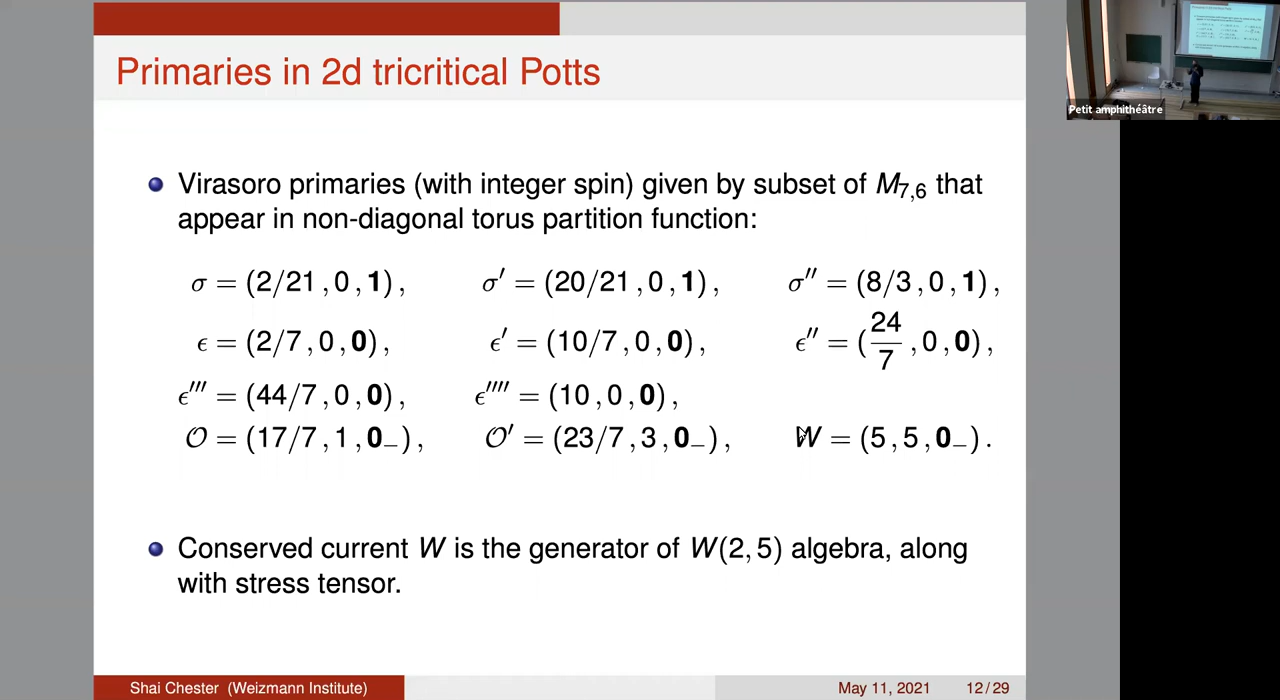 Primaries in 2d tricritical Potts
Virasoro primaries (with integer spin) given by subset of M₇,₆ that
appear in non-diagonal torus partition function:
σ = (2/21 , 0 , 1) , σ′ = (20/21 , 0 , 1) , σ″ = (8/3 , 0 , 1) ,
ϵ = (2/7 , 0 , 0) , ϵ′ = (10/7 , 0 , 0) , ϵ″ = (24/7 , 0 , 0) ,
ϵ‴ = (44/7 , 0 , 0) , ϵ⁗ = (10 , 0 , 0) ,
𝒪 = (17/7 , 1 , 0₋) , 𝒪′ = (23/7 , 3 , 0₋) , W = (5 , 5 , 0₋) .
Conserved current W is the generator of W(2, 5) algebra, along
with stress tensor.
Shai Chester (Weizmann Institute) May 11, 2021 12 / 29
Petit amphithéâtre